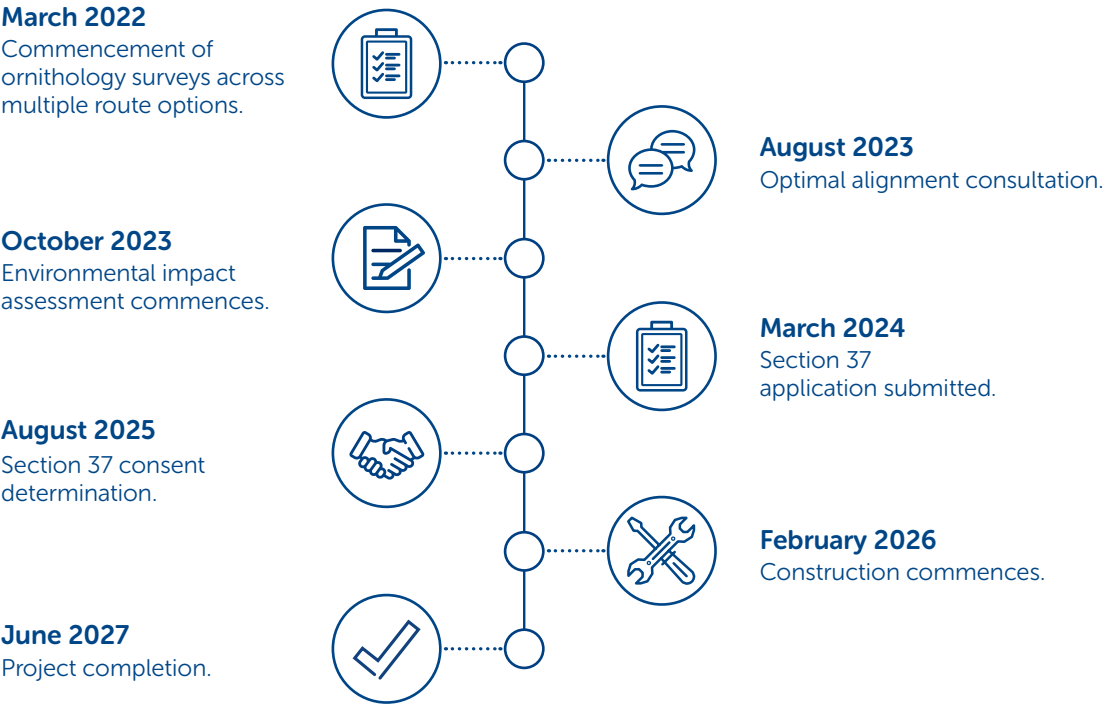 March 2022
Commencement of
ornithology surveys across
multiple route options.
August 2023
Optimal alignment consultation.
October 2023
Environmental impact
assessment commences.
March 2024
Section 37
application submitted.
August 2025
Section 37 consent
determination.
February 2026
Construction commences.
June 2027
Project completion.